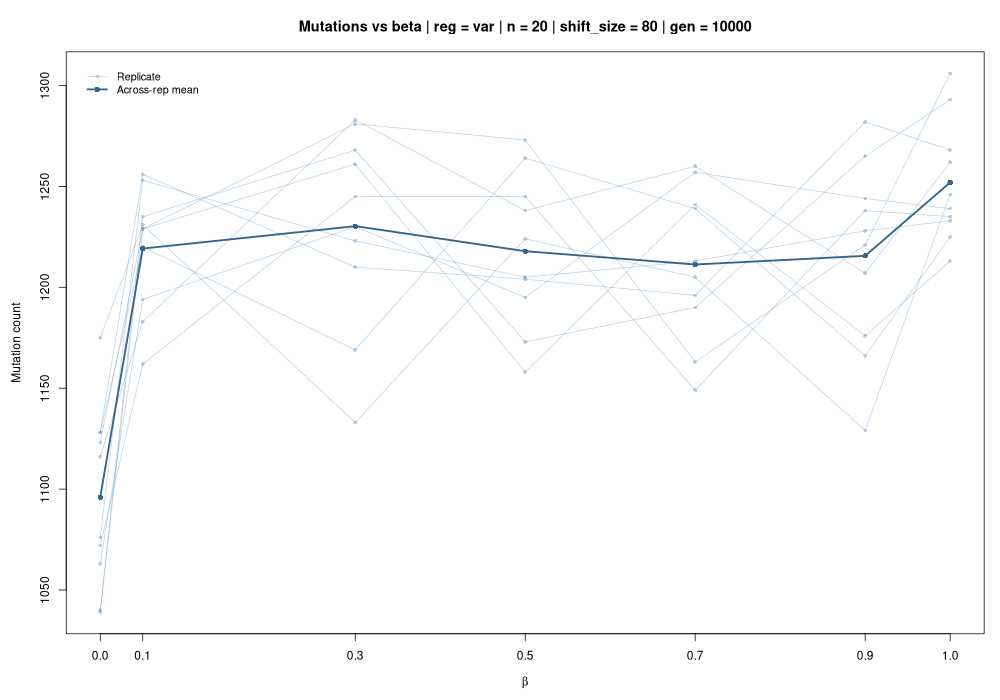 Mutations vs beta | reg = var | n = 20 | shift_size = 80 | gen = 10000
Replicate
Across-rep mean
Mutation count
1300
1250
1200
1150
1100
1050
0.0 0.1 0.3 0.5 0.7 0.9 1.0
β